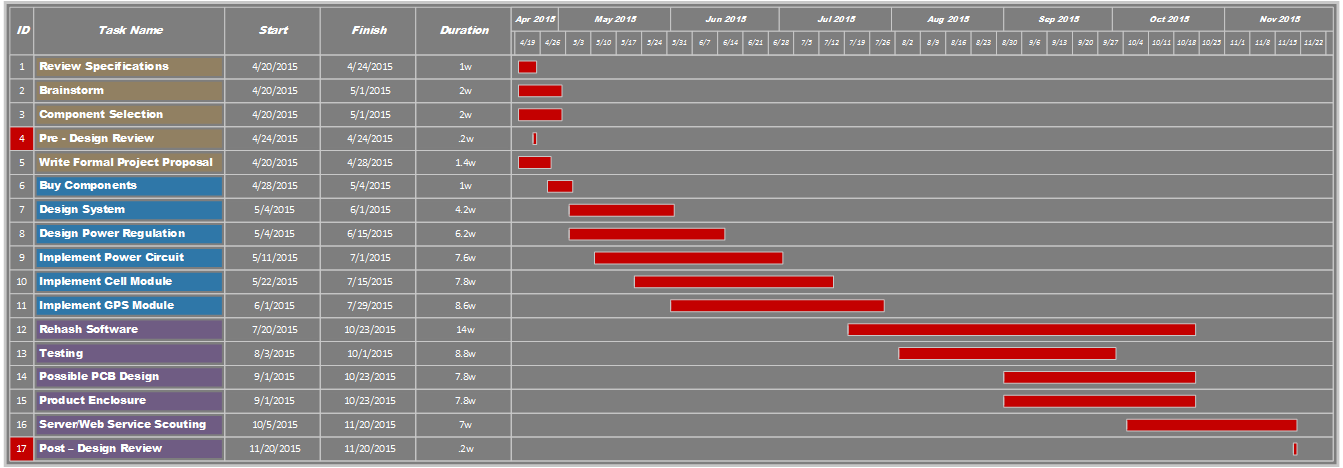 ID Task Name Start Finish Duration Apr 2015 May 2015 Jun 2015 Jul 2015 Aug 2015 Sep 2015 Oct 2015 Nov 2015
4/19 4/26 5/3 5/10 5/17 5/24 5/31 6/7 6/14 6/21 6/28 7/5 7/12 7/19 7/26 8/2 8/9 8/16 8/23 8/30 9/6 9/13 9/20 9/27 10/4 10/11 10/18 10/25 11/1 11/8 11/15 11/22
1 Review Specifications 4/20/2015 4/24/2015 1w
2 Brainstorm 4/20/2015 5/1/2015 2w
3 Component Selection 4/20/2015 5/1/2015 2w
4 Pre - Design Review 4/24/2015 4/24/2015 .2w
5 Write Formal Project Proposal 4/20/2015 4/28/2015 1.4w
6 Buy Components 4/28/2015 5/4/2015 1w
7 Design System 5/4/2015 6/1/2015 4.2w
8 Design Power Regulation 5/4/2015 6/15/2015 6.2w
9 Implement Power Circuit 5/11/2015 7/1/2015 7.6w
10 Implement Cell Module 5/22/2015 7/15/2015 7.8w
11 Implement GPS Module 6/1/2015 7/29/2015 8.6w
12 Rehash Software 7/20/2015 10/23/2015 14w
13 Testing 8/3/2015 10/1/2015 8.8w
14 Possible PCB Design 9/1/2015 10/23/2015 7.8w
15 Product Enclosure 9/1/2015 10/23/2015 7.8w
16 Server/Web Service Scouting 10/5/2015 11/20/2015 7w
17 Post – Design Review 11/20/2015 11/20/2015 .2w